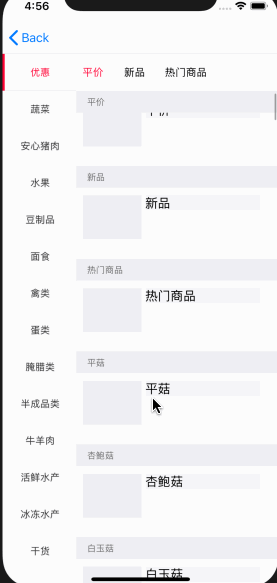 4:56
Back
优惠
平价 新品 热门商品
蔬菜
安心猪肉
水果
豆制品
面食
禽类
蛋类
腌腊类
半成品类
牛羊肉
活鲜水产
冰冻水产
干货
平价
平价
新品
新品
热门商品
热门商品
平菇
平菇
杏鲍菇
杏鲍菇
白玉菇
白玉菇